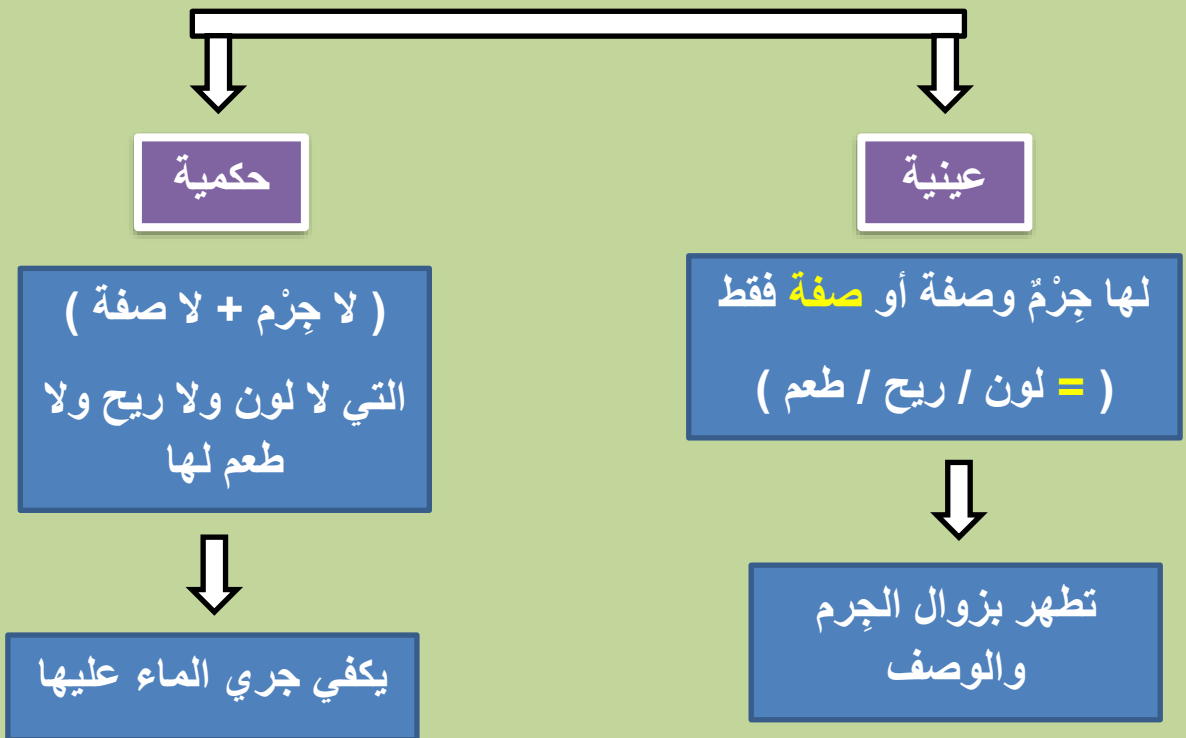 عينية
لها جِرْمٌ وصفة أو صفة فقط
( = لون / ريح / طعم )
تطهر بزوال الجِرم
والوصف
حكمية
( لا جِرْم + لا صفة )
التي لا لون ولا ريح ولا
طعم لها
يكفي جري الماء عليها